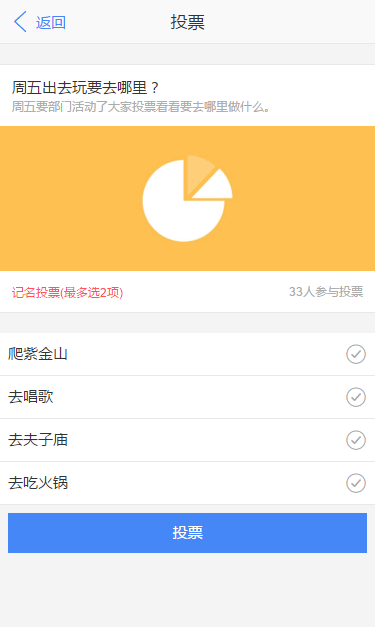 返回
投票
周五出去玩要去哪里？
周五要部门活动了大家投票看看要去哪里做什么。
记名投票(最多选2项)
33人参与投票
爬紫金山
去唱歌
去夫子庙
去吃火锅
投票